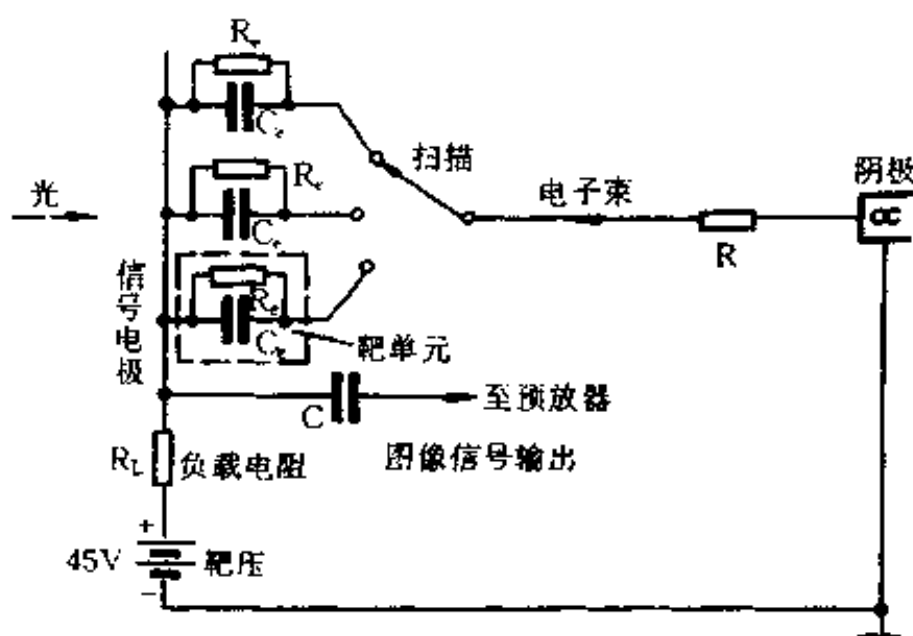 Re
Ce
扫描
光
Re
Ce
电子束
阴极
R
信号电极
Re
Ce
靶单元
C
至预放器
RL
负载电阻
图像信号输出
+
45V
靶压
−